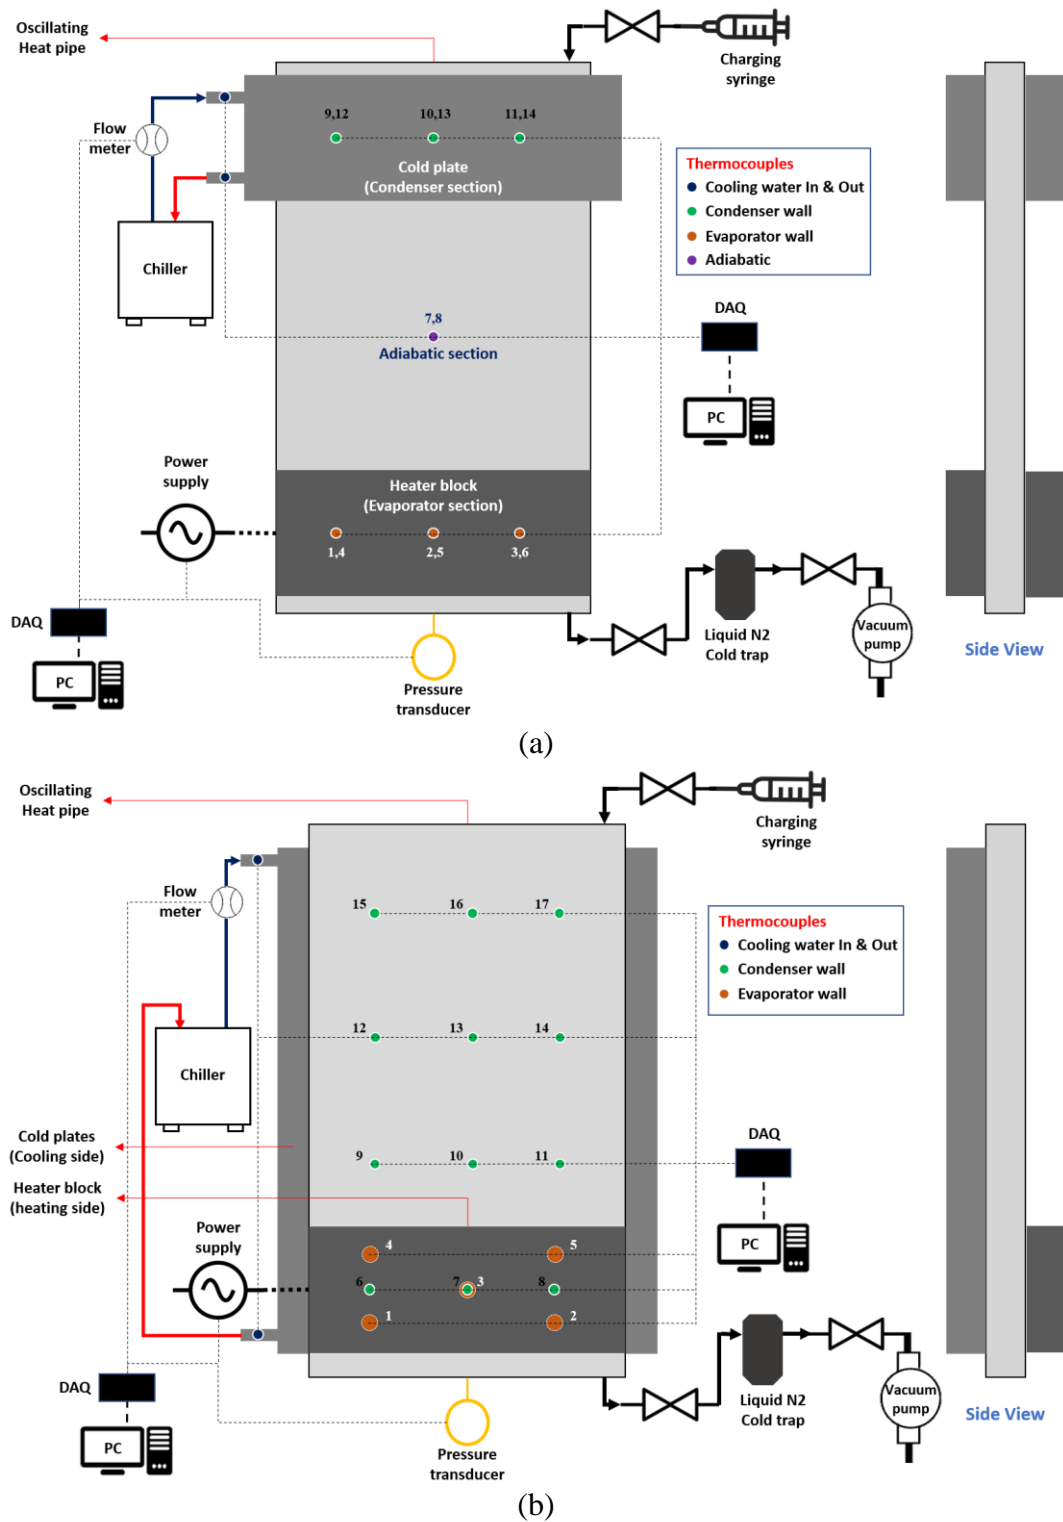 Oscillating
Heat pipe
Charging
syringe
Flow
meter
9,12
10,13
11,14
Cold plate
(Condenser section)
Thermocouples
Cooling water In & Out
Condenser wall
Evaporator wall
Adiabatic
Chiller
7,8
Adiabatic section
DAQ
PC
Power
supply
Heater block
(Evaporator section)
1,4
2,5
3,6
DAQ
PC
Pressure
transducer
Liquid N2
Cold trap
Vacuum
pump
Side View
(a)
Oscillating
Heat pipe
Charging
syringe
Flow
meter
15
16
17
Thermocouples
Cooling water In & Out
Condenser wall
Evaporator wall
12
13
14
Chiller
Cold plates
(Cooling side)
9
10
11
DAQ
Heater block
(heating side)
Power
supply
4
5
PC
6
7
3
8
1
2
DAQ
PC
Pressure
transducer
Liquid N2
Cold trap
Vacuum
pump
Side View
(b)